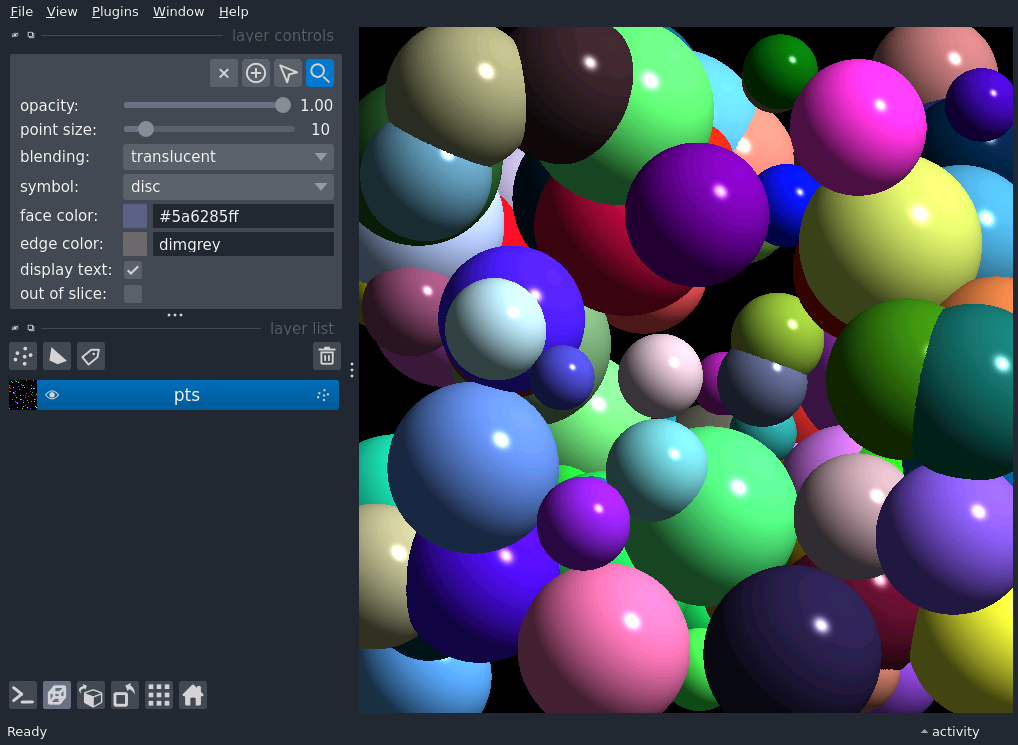 File View Plugins Window Help
layer controls
opacity: 1.00
point size: 10
blending: translucent
symbol: disc
face color: #5a6285ff
edge color: dimgrey
display text:
out of slice:
layer list
pts
Ready activity